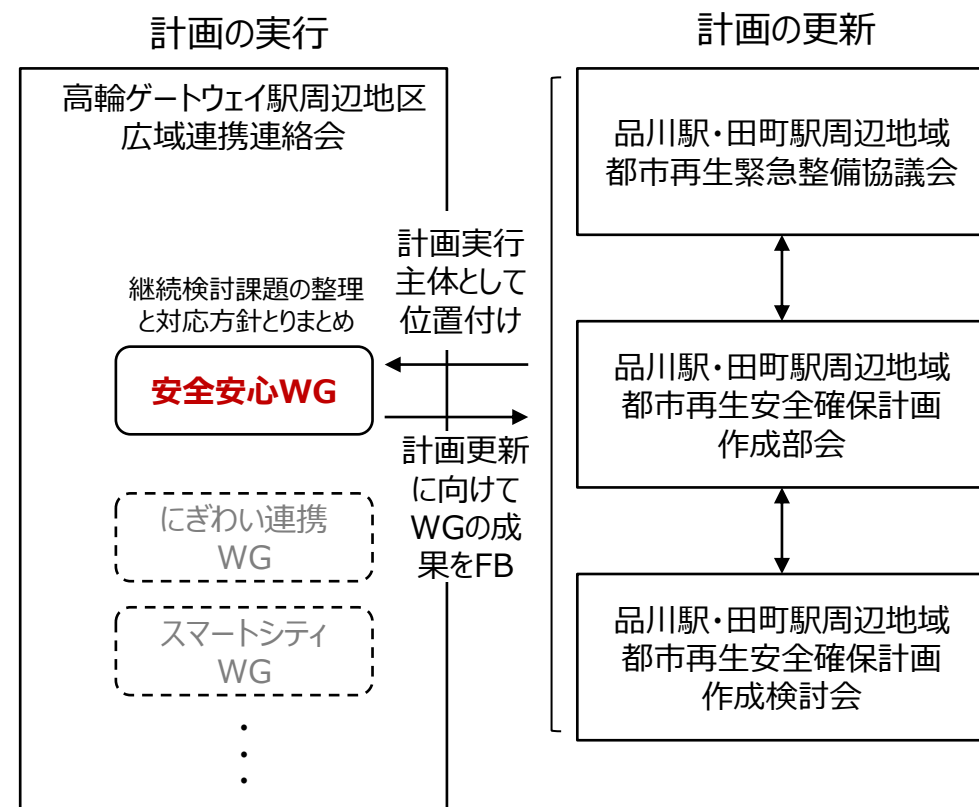 計画の実行
高輪ゲートウェイ駅周辺地区
広域連携連絡会
継続検討課題の整理
と対応方針とりまとめ
安全安心WG
にぎわい連携
WG
スマートシティ
WG
・
・
・
計画実行
主体として
位置付け
計画更新
に向けて
WGの成
果をFB
計画の更新
品川駅・田町駅周辺地域
都市再生緊急整備協議会
品川駅・田町駅周辺地域
都市再生安全確保計画
作成部会
品川駅・田町駅周辺地域
都市再生安全確保計画
作成検討会